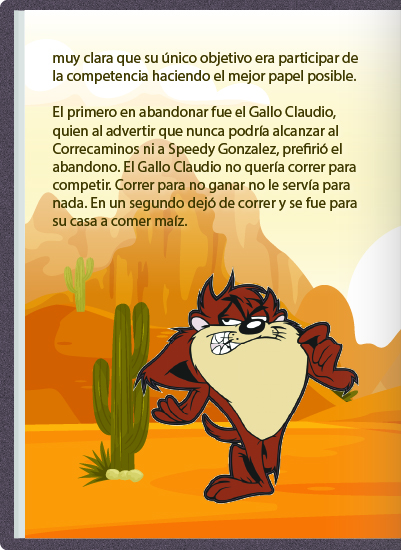 muy clara que su único objetivo era participar de
la competencia haciendo el mejor papel posible.
El primero en abandonar fue el Gallo Claudio,
quien al advertir que nunca podría alcanzar al
Correcaminos ni a Speedy Gonzalez, prefirió el
abandono. El Gallo Claudio no quería correr para
competir. Correr para no ganar no le servía para
nada. En un segundo dejó de correr y se fue para
su casa a comer maíz.